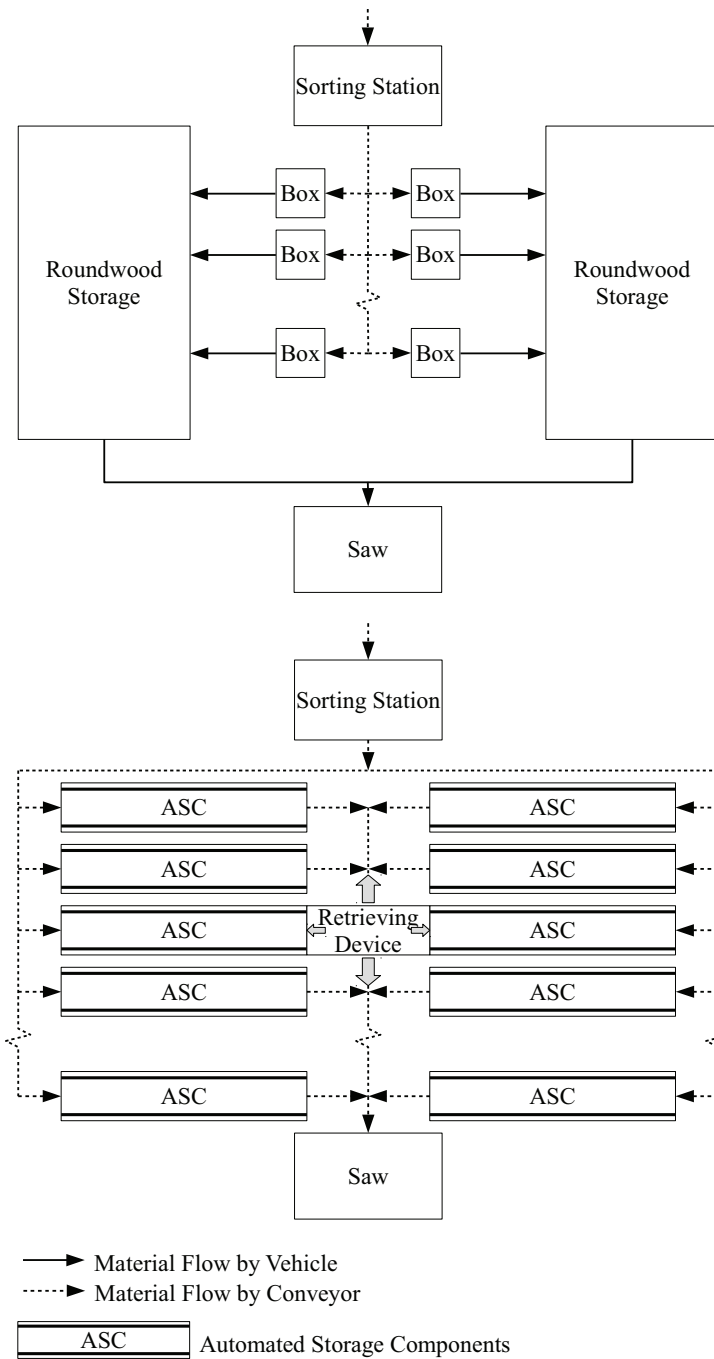 Sorting Station
Box
Box
Roundwood
Storage
Box
Box
Roundwood
Storage
Box
Box
Saw
Sorting Station
ASC
ASC
ASC
ASC
ASC
Retrieving
Device
ASC
ASC
ASC
ASC
ASC
Saw
Material Flow by Vehicle
Material Flow by Conveyor
ASC
Automated Storage Components